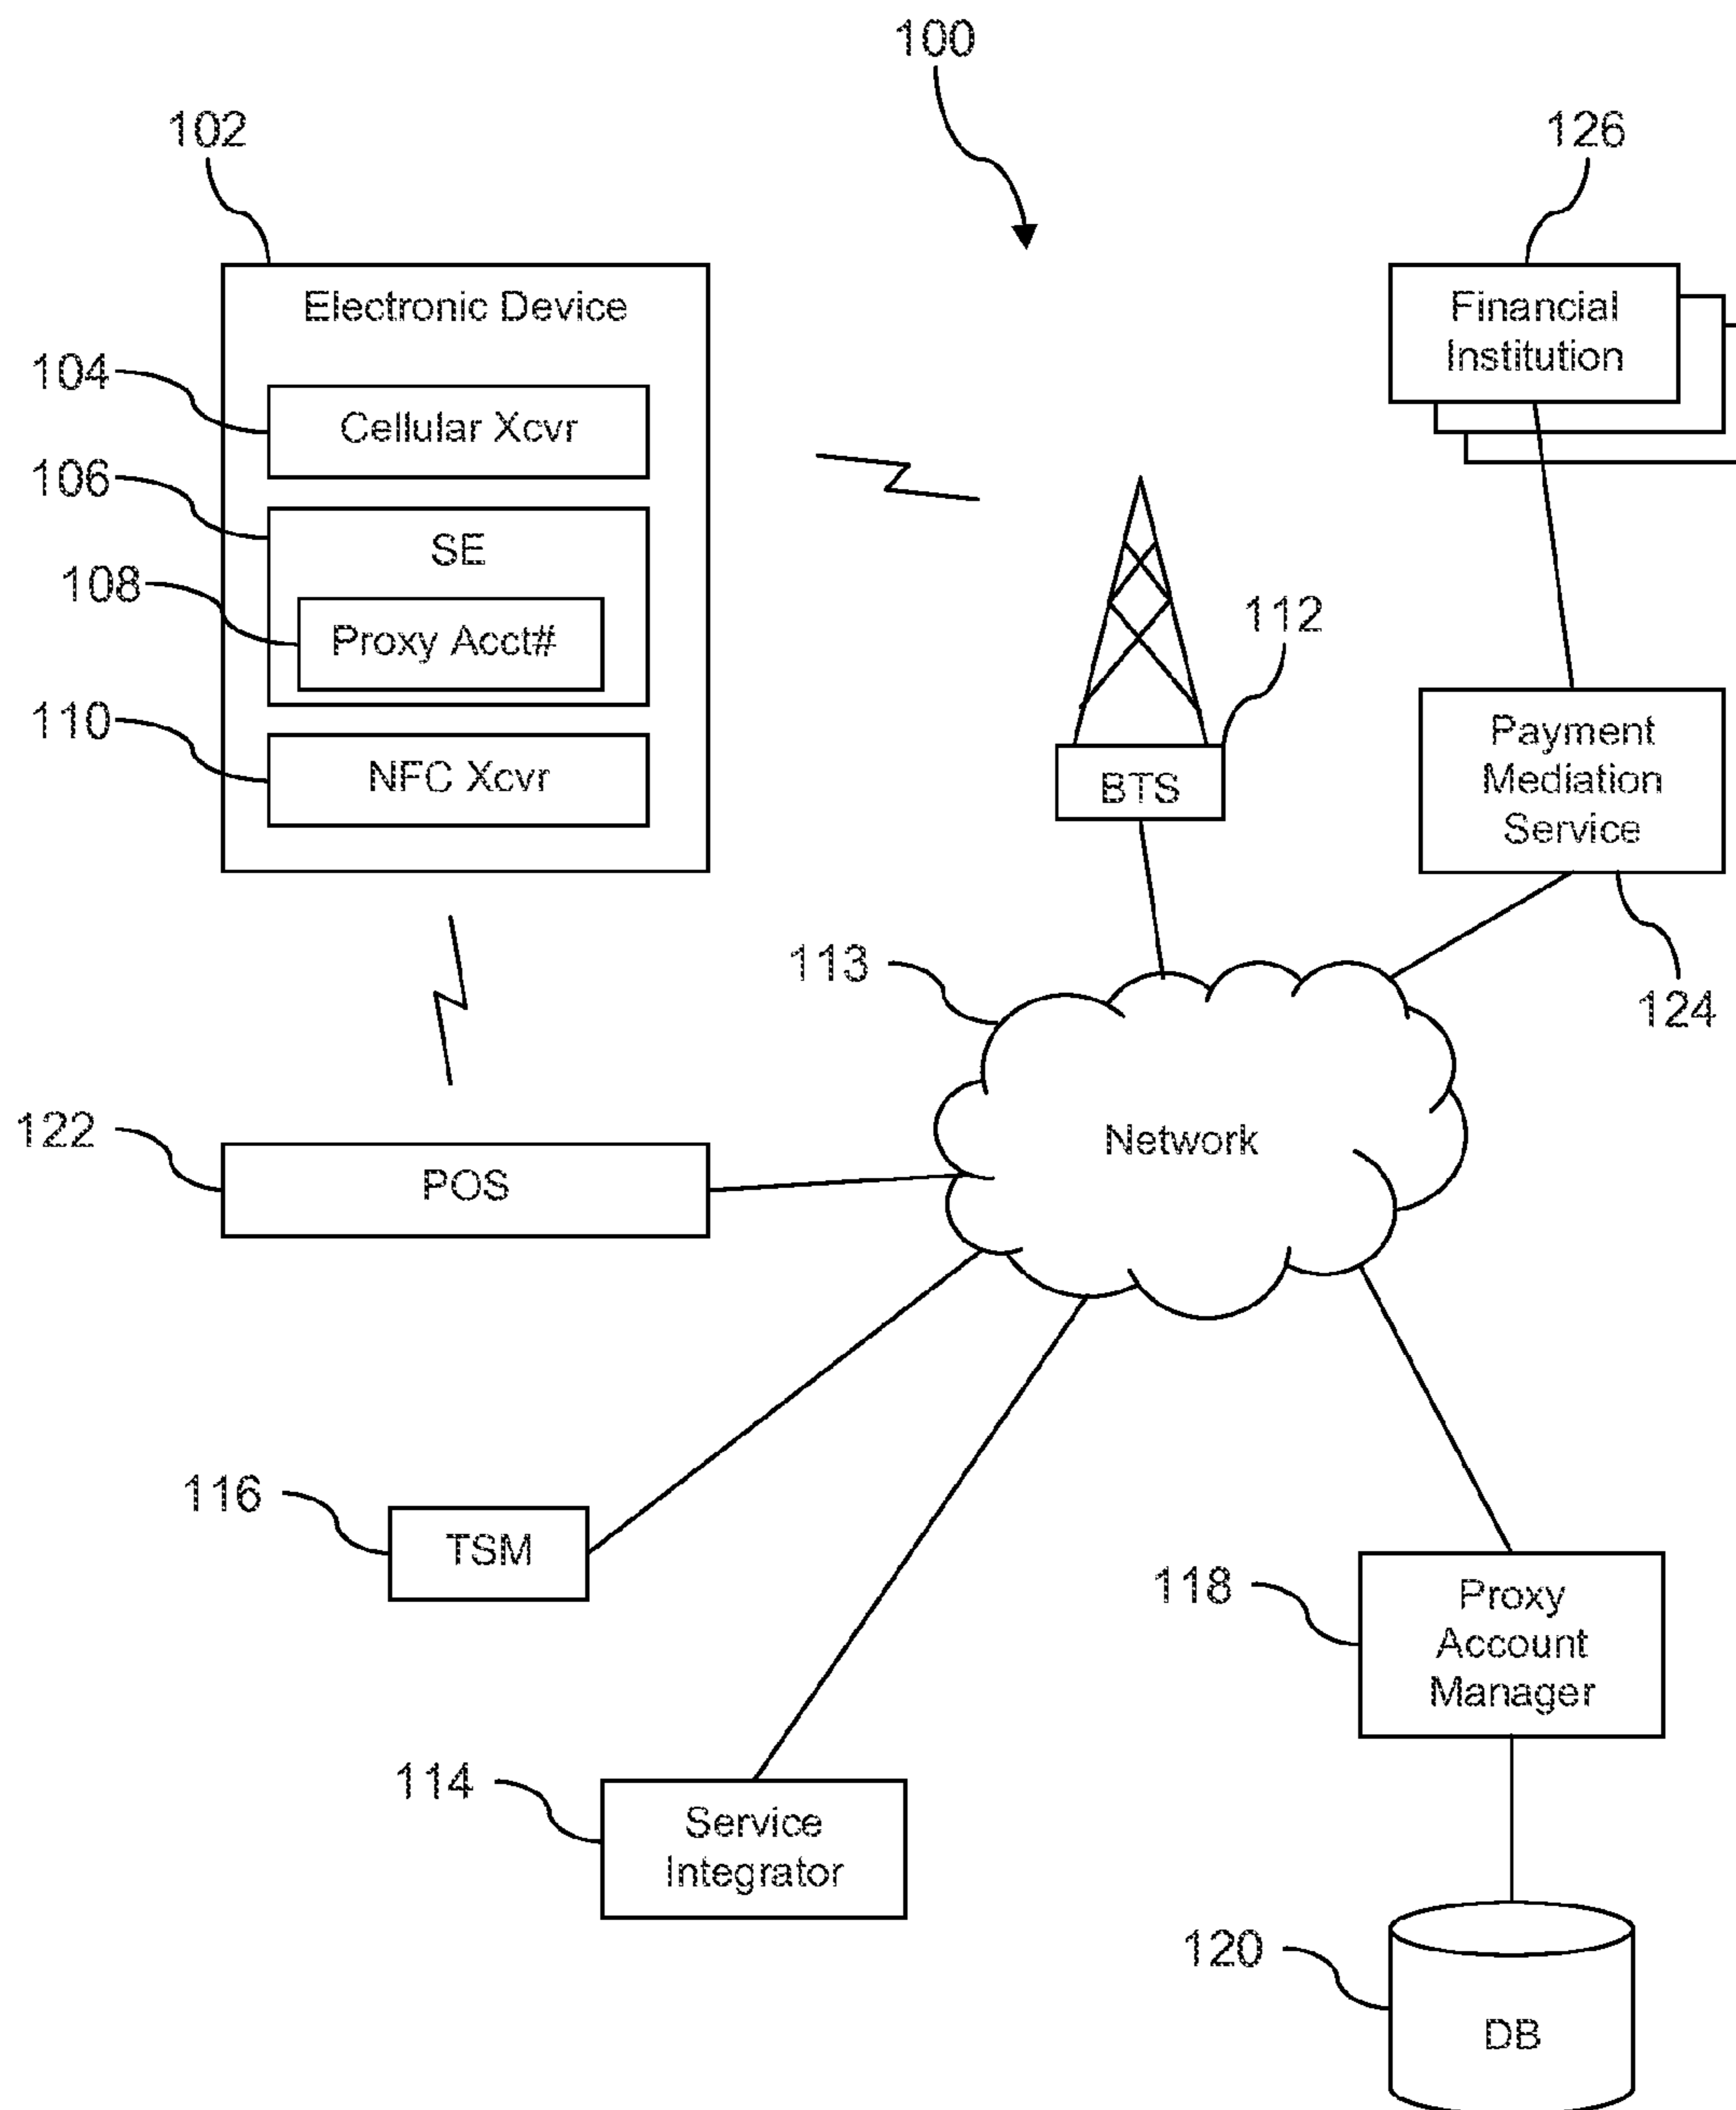 100
102
126
Electronic Device
Financial
Institution
104
Cellular Xcvr
106
SE
108
Proxy Acct#
112
110
NFC Xcvr
BTS
Payment
Mediation
Service
113
124
122
POS
Network
116
TSM
118
Proxy
Account
Manager
114
Service
Integrator
120
DB